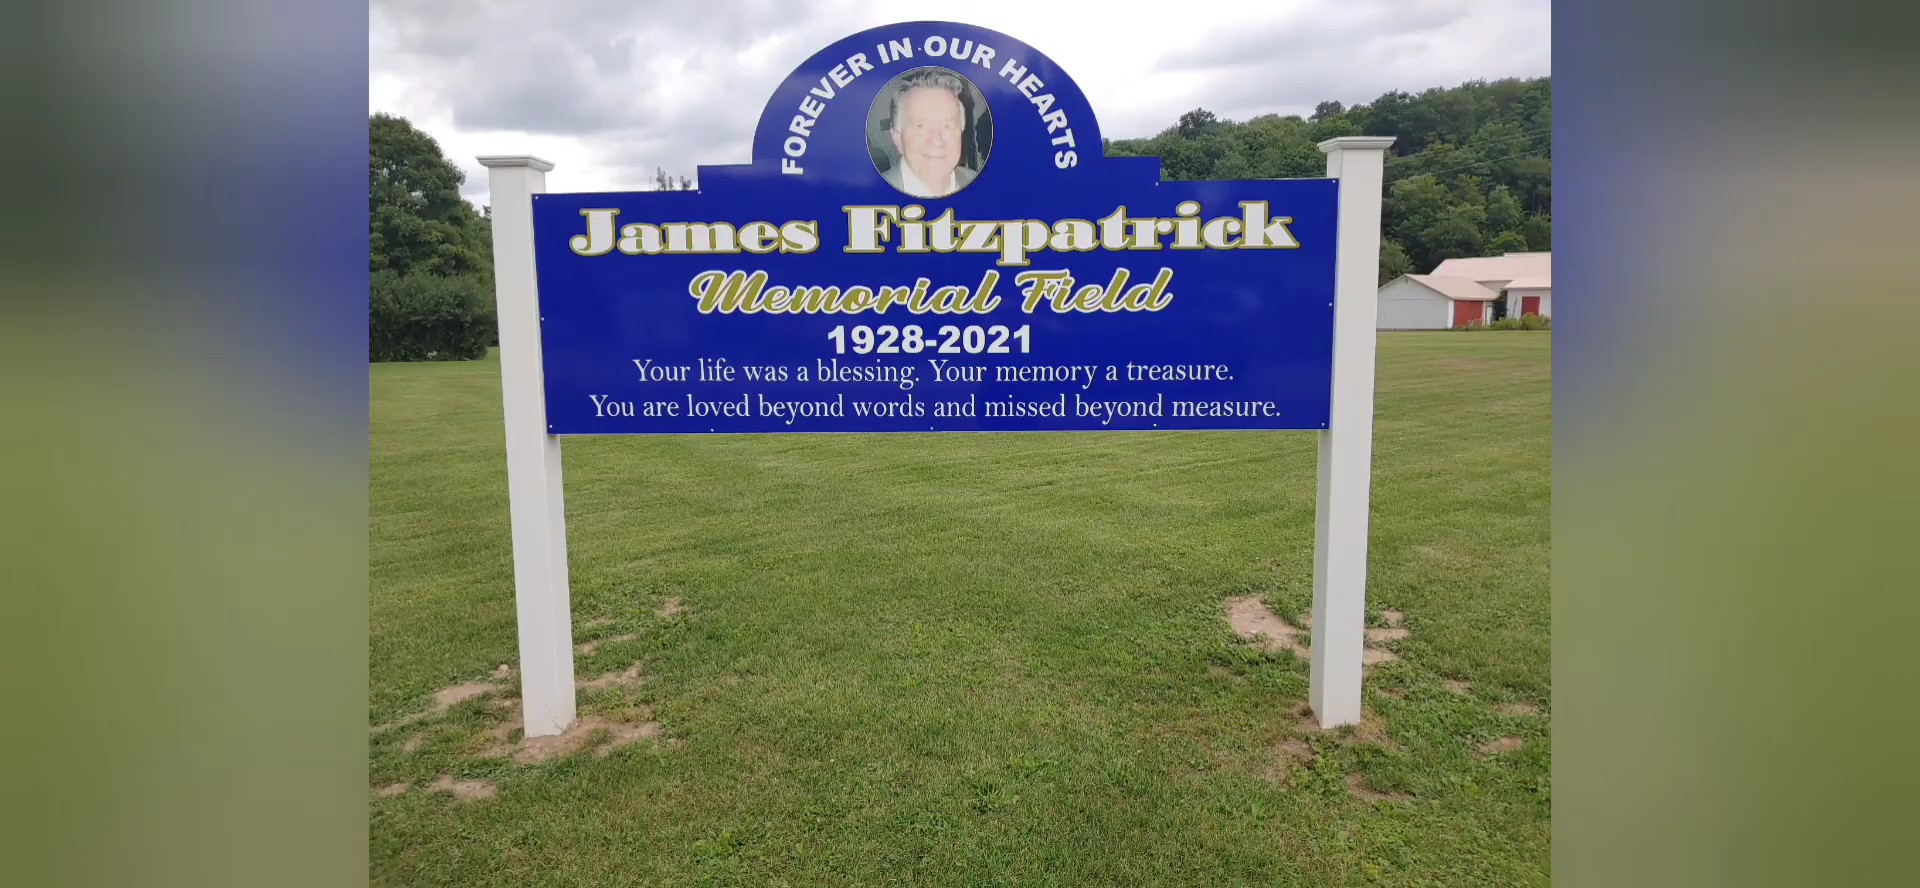 FOREVER IN OUR HEARTS
James Fitzpatrick
Memorial Field
1928-2021
Your life was a blessing. Your memory a treasure.
You are loved beyond words and missed beyond measure.